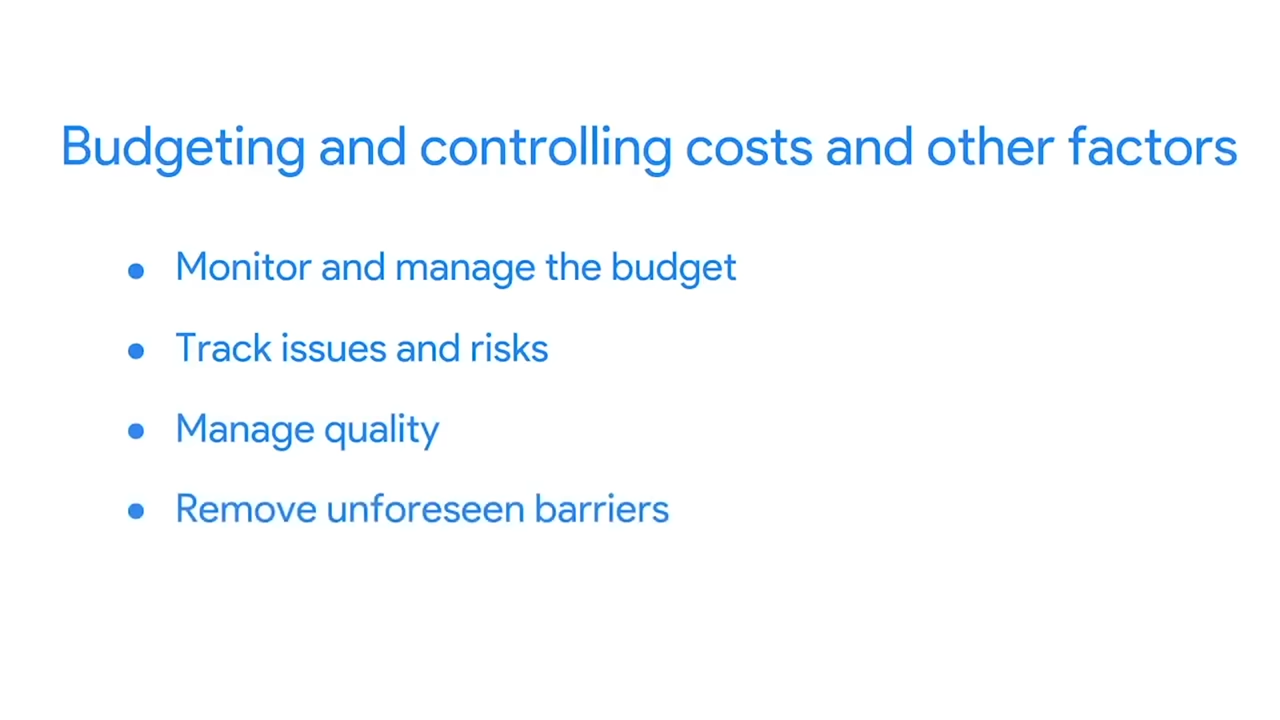 Budgeting and controlling costs and other factors
• Monitor and manage the budget
• Track issues and risks
• Manage quality
• Remove unforeseen barriers